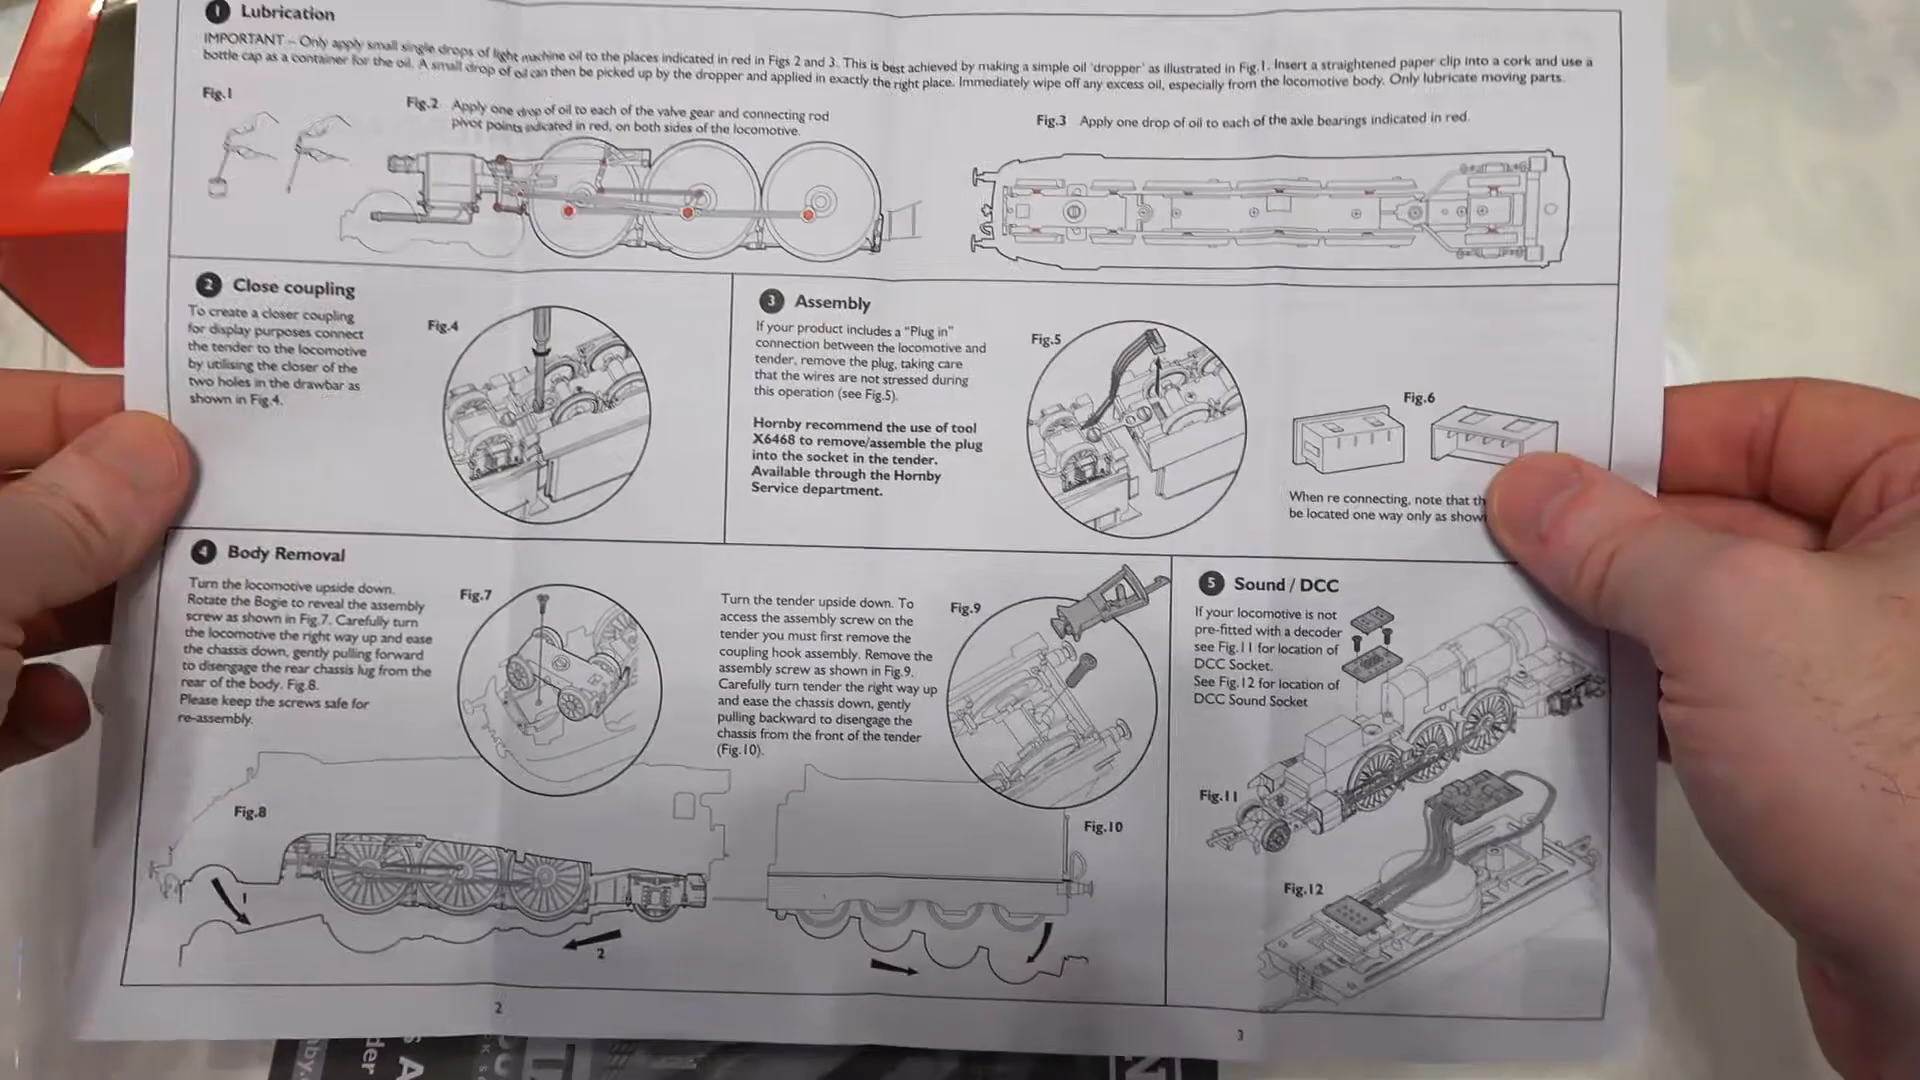 1 Lubrication
IMPORTANT – Only apply small single drops of light machine oil to the places indicated in red in Figs 2 and 3. This is best achieved by making a simple oil 'dropper' as illustrated in Fig.1. Insert a straightened paper clip into a cork and use a
bottle cap as a container for the oil. A small drop of oil can then be picked up by the dropper and applied in exactly the right place. Immediately wipe off any excess oil, especially from the locomotive body. Only lubricate moving parts.
Fig.1
Fig.2 Apply one drop of oil to each of the valve gear and connecting rod
pivot points indicated in red, on both sides of the locomotive.
Fig.3 Apply one drop of oil to each of the axle bearings indicated in red.
2 Close coupling
To create a closer coupling
for display purposes connect
the tender to the locomotive
by utilising the closer of the
two holes in the drawbar as
shown in Fig.4.
Fig.4
3 Assembly
If your product includes a "Plug in"
connection between the locomotive and
tender, remove the plug, taking care
that the wires are not stressed during
this operation (see Fig.5).
Hornby recommend the use of tool
X6468 to remove/assemble the plug
into the socket in the tender.
Available through the Hornby
Service department.
Fig.5
Fig.6
When re connecting, note that
be located one way only as
4 Body Removal
Turn the locomotive upside down.
Rotate the Bogie to reveal the assembly
screw as shown in Fig.7. Carefully turn
the locomotive the right way up and ease
the chassis down, gently pulling forward
to disengage the rear chassis lug from the
rear of the body. Fig.8.
Please keep the screws safe for
re-assembly.
Fig.7
Fig.8
1
2
Turn the tender upside down. To
access the assembly screw on the
tender you must first remove the
coupling hook assembly. Remove the
assembly screw as shown in Fig.9.
Carefully turn tender the right way up
and ease the chassis down, gently
pulling backward to disengage the
chassis from the front of the tender
(Fig.10).
Fig.9
Fig.10
5 Sound / DCC
If your locomotive is not
pre-fitted with a decoder
see Fig.11 for location of
DCC Socket.
See Fig.12 for location of
DCC Sound Socket
Fig.11
Fig.12
2
3